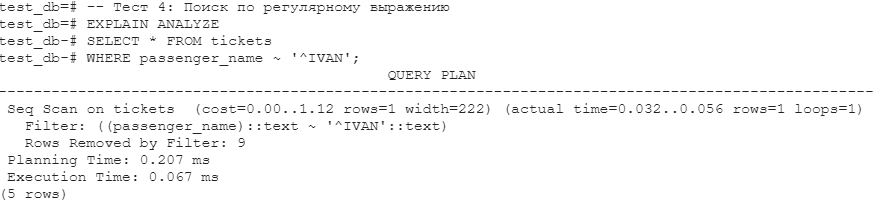 test_db=# -- Тест 4: Поиск по регулярному выражению
test_db=# EXPLAIN ANALYZE
test_db-# SELECT * FROM tickets
test_db-# WHERE passenger_name ~ '^IVAN';
QUERY PLAN
----------------------------------------------------------------------------------------------------
Seq Scan on tickets  (cost=0.00..1.12 rows=1 width=222) (actual time=0.032..0.056 rows=1 loops=1)
Filter: ((passenger_name)::text ~ '^IVAN'::text)
Rows Removed by Filter: 9
Planning Time: 0.207 ms
Execution Time: 0.067 ms
(5 rows)